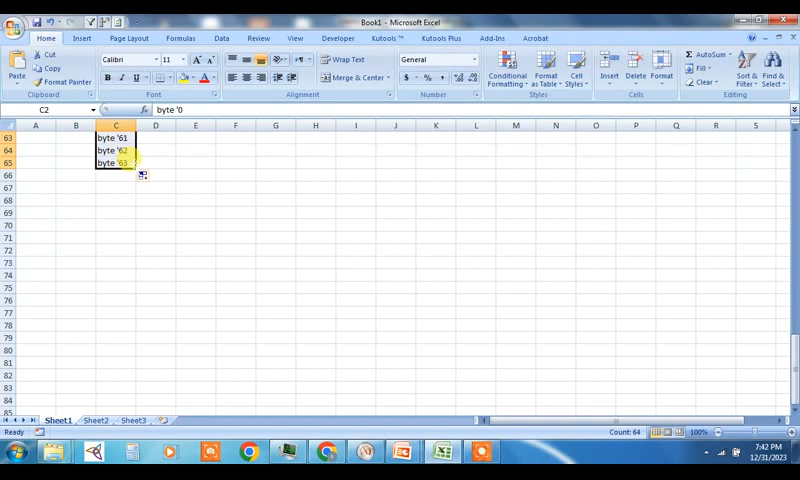 Book1 - Microsoft Excel
Home Insert Page Layout Formulas Data Review View Developer Kutools ™ Kutools Plus Add-Ins Acrobat
Paste
Cut
Copy
Format Painter
Clipboard
Calibri 11
B I U
Font
Wrap Text
Merge & Center
Alignment
General
$ % ,
Number
Conditional Formatting
Format as Table
Cell Styles
Styles
Insert Delete Format
Cells
Σ AutoSum
Fill
Clear
Sort & Filter
Find & Select
Editing
C2 fx byte '0
A B C D E F G H I J K L M N O P Q R S
63 byte '61
64 byte '62
65 byte '63
66
67
68
69
70
71
72
73
74
75
76
77
78
79
80
81
82
83
84
85
Sheet1 Sheet2 Sheet3
Ready Count: 64 100%
7:42 PM
12/31/2023